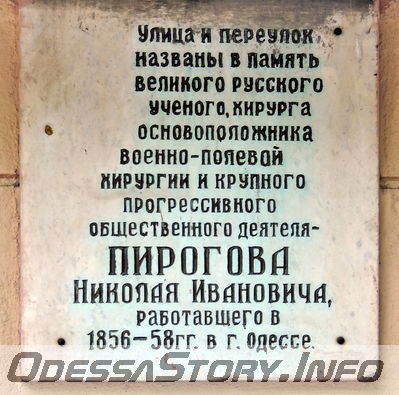 Улица и переулок
названы в память
великого русского
ученого, хирурга
основоположника
военно-полевой
хирургии и крупного
прогрессивного
общественного деятеля-
ПИРОГОВА
Николая Ивановича,
работавшего в
1856-58гг. в г. Одессе.
OdessaStory.Info